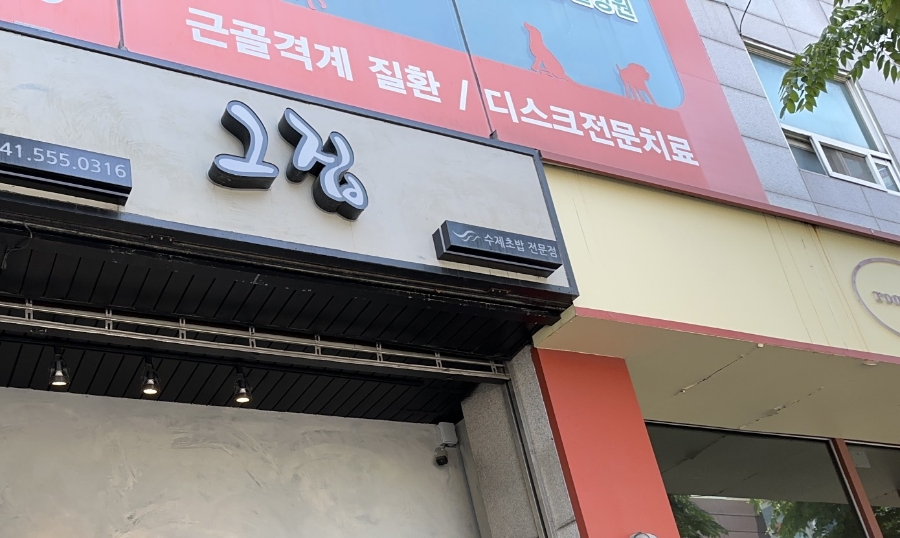 근골격계 질환 / 디스크전문치료
그집
41.555.0316
수제초밥 전문점